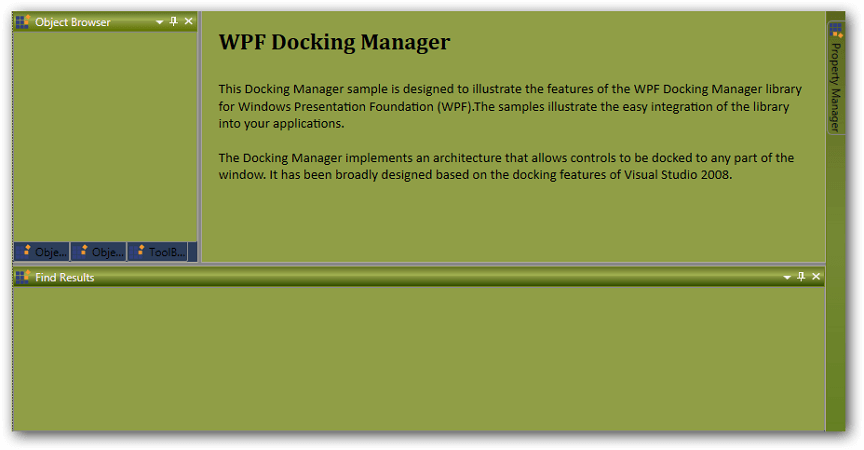 Object Browser
WPF Docking Manager
This Docking Manager sample is designed to illustrate the features of the WPF Docking Manager library
for Windows Presentation Foundation (WPF).The samples illustrate the easy integration of the library
into your applications.
The Docking Manager implements an architecture that allows controls to be docked to any part of the
window. It has been broadly designed based on the docking features of Visual Studio 2008.
Property Manager
Obje... Obje... ToolB...
Find Results